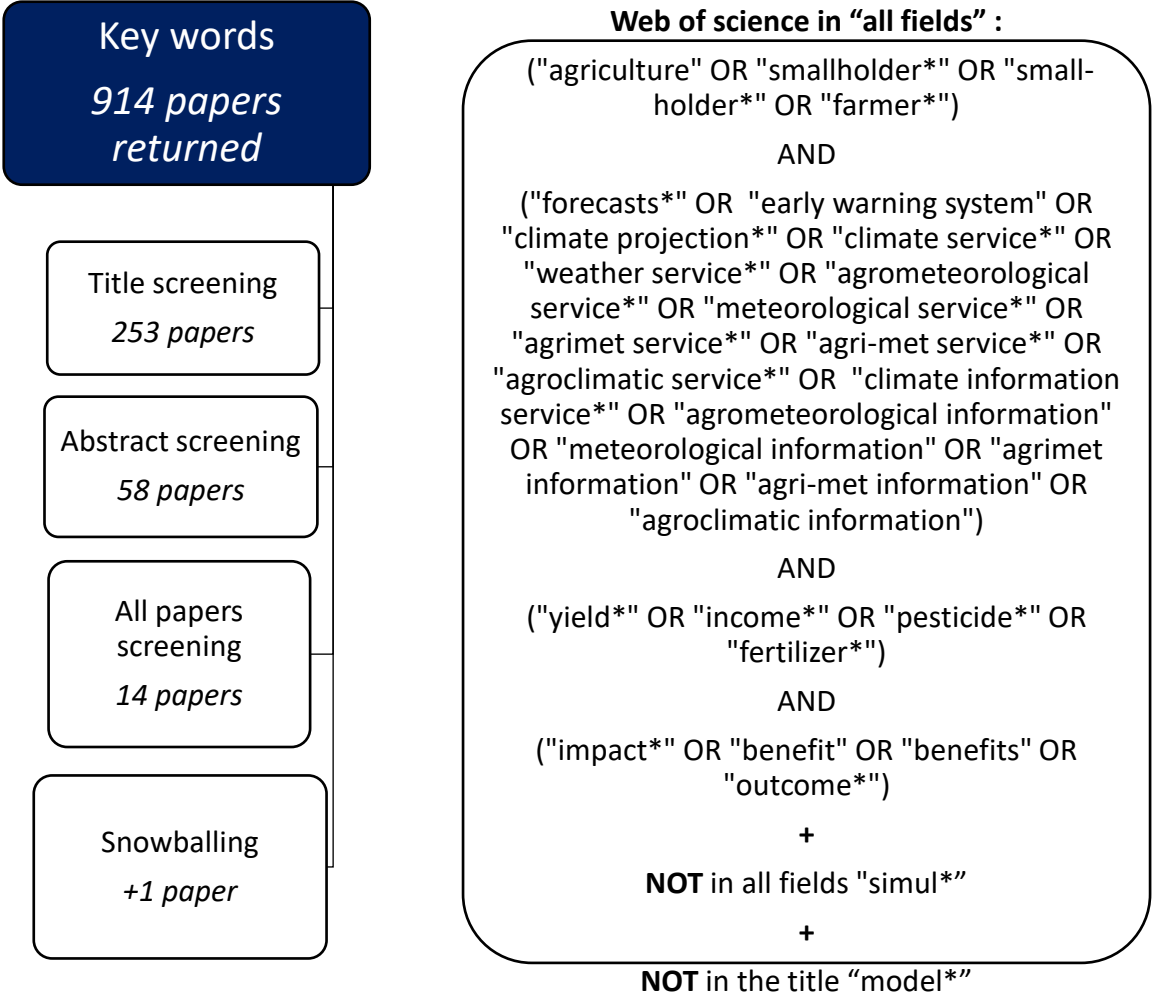 Key words
914 papers
returned
Title screening
253 papers
Abstract screening
58 papers
All papers
screening
14 papers
Snowballing
+1 paper
Web of science in “all fields” :
("agriculture" OR "smallholder*" OR "small-
holder*" OR "farmer*")
AND
("forecasts*" OR "early warning system" OR
"climate projection*" OR "climate service*" OR
"weather service*" OR "agrometeorological
service*" OR "meteorological service*" OR
"agrimet service*" OR "agri-met service*" OR
"agroclimatic service*" OR "climate information
service*" OR "agrometeorological information"
OR "meteorological information" OR "agrimet
information" OR "agri-met information" OR
"agroclimatic information")
AND
("yield*" OR "income*" OR "pesticide*" OR
"fertilizer*")
AND
("impact*" OR "benefit" OR "benefits" OR
"outcome*")
+
NOT in all fields "simul*”
+
NOT in the title “model*”